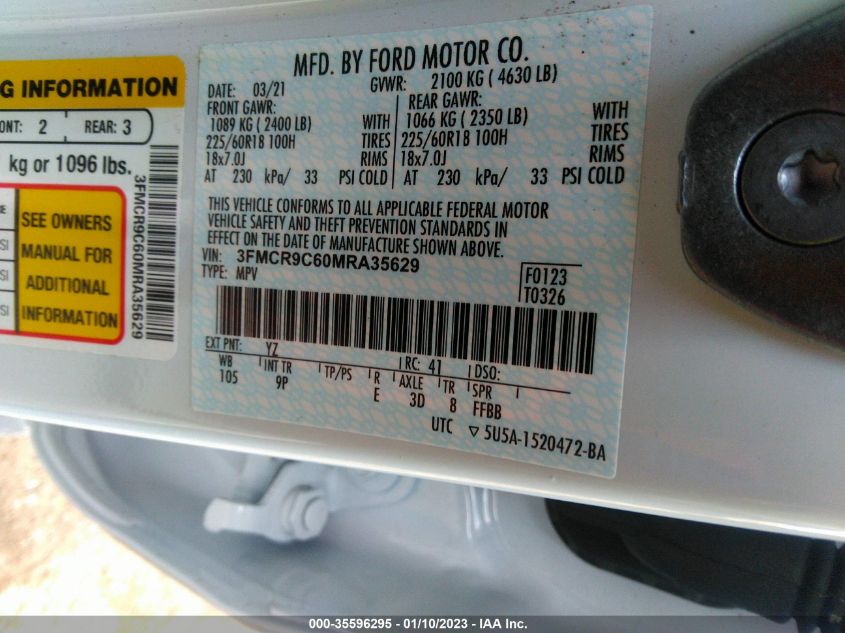 G INFORMATION
ONT: 2 REAR: 3
kg or 1096 lbs.
SEE OWNERS
MANUAL FOR
ADDITIONAL
INFORMATION
3FMCR9C60MRA35629
MFD. BY FORD MOTOR CO.
DATE: 03/21 GVWR: 2100 KG ( 4630 LB)
FRONT GAWR: REAR GAWR:
1089 KG ( 2400 LB) WITH 1066 KG ( 2350 LB) WITH
225/60R18 100H TIRES 225/60R18 100H TIRES
18x7.0J RIMS 18x7.0J RIMS
AT 230 kPa/ 33 PSI COLD AT 230 kPa/ 33 PSI COLD
THIS VEHICLE CONFORMS TO ALL APPLICABLE FEDERAL MOTOR
VEHICLE SAFETY AND THEFT PREVENTION STANDARDS IN
EFFECT ON THE DATE OF MANUFACTURE SHOWN ABOVE.
VIN: 3FMCR9C60MRA35629
TYPE: MPV
F0123
T0326
EXT PNT: YZ RC: 41 DSO:
WB INT TR TP/PS R AXLE TR SPR
105 9P E 3D 8 FFBB
UTC ▽ 5U5A-1520472-BA
000-35596295 - 01/10/2023 - IAA Inc.